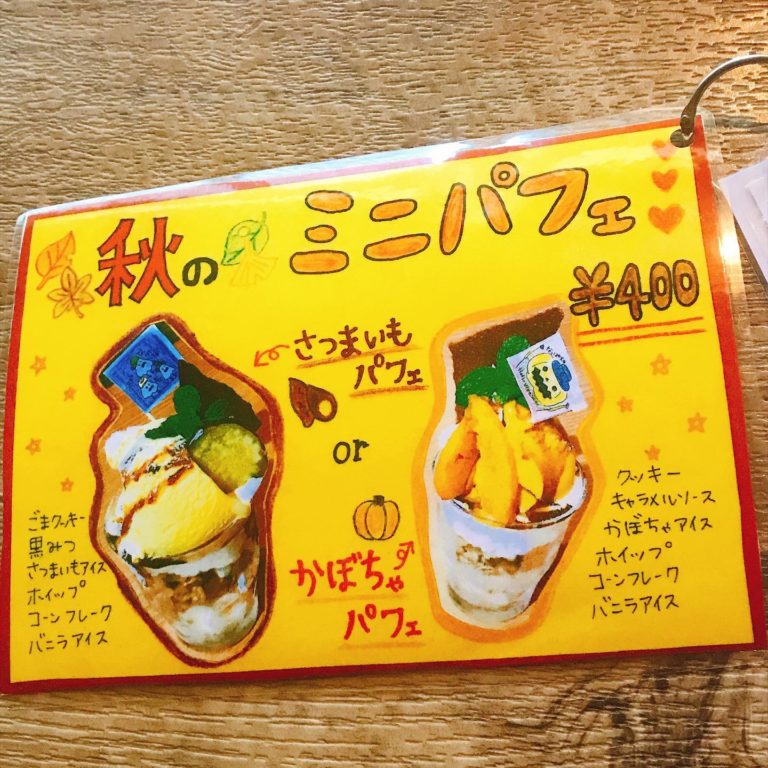 秋のミニパフェ
¥400
さつまいも
パフェ
or
かぼちゃ
パフェ
ごまクッキー
黒みつ
さつまいもアイス
ホイップ
コーンフレーク
バニラアイス
クッキー
キャラメルソース
かぼちゃアイス
ホイップ
コーンフレーク
バニラアイス